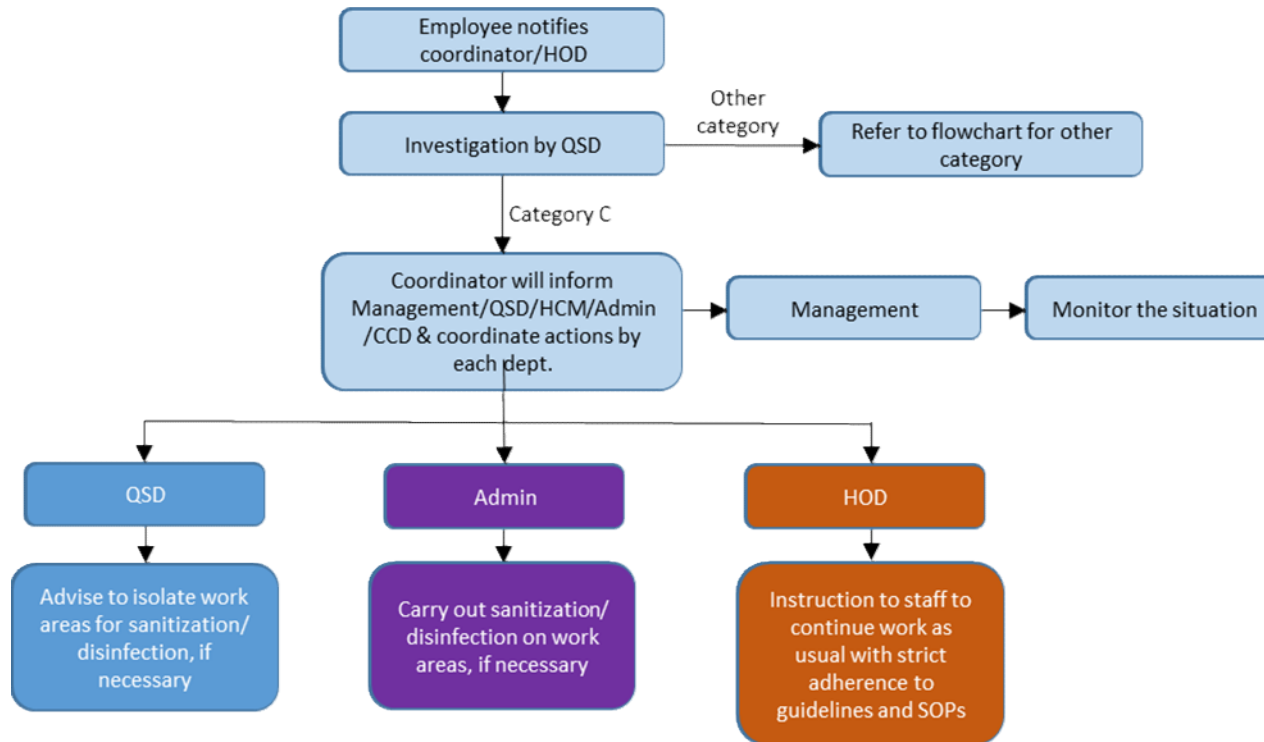 Employee notifies
coordinator/HOD
Other
category
Investigation by QSD
Refer to flowchart for other
category
Category C
Coordinator will inform
Management/QSD/HCM/Admin
/CCD & coordinate actions by
each dept.
Management
Monitor the situation
QSD
Admin
HOD
Advise to isolate work
areas for sanitization/
disinfection, if
necessary
Carry out sanitization/
disinfection on work
areas, if necessary
Instruction to staff to
continue work as
usual with strict
adherence to
guidelines and SOPs